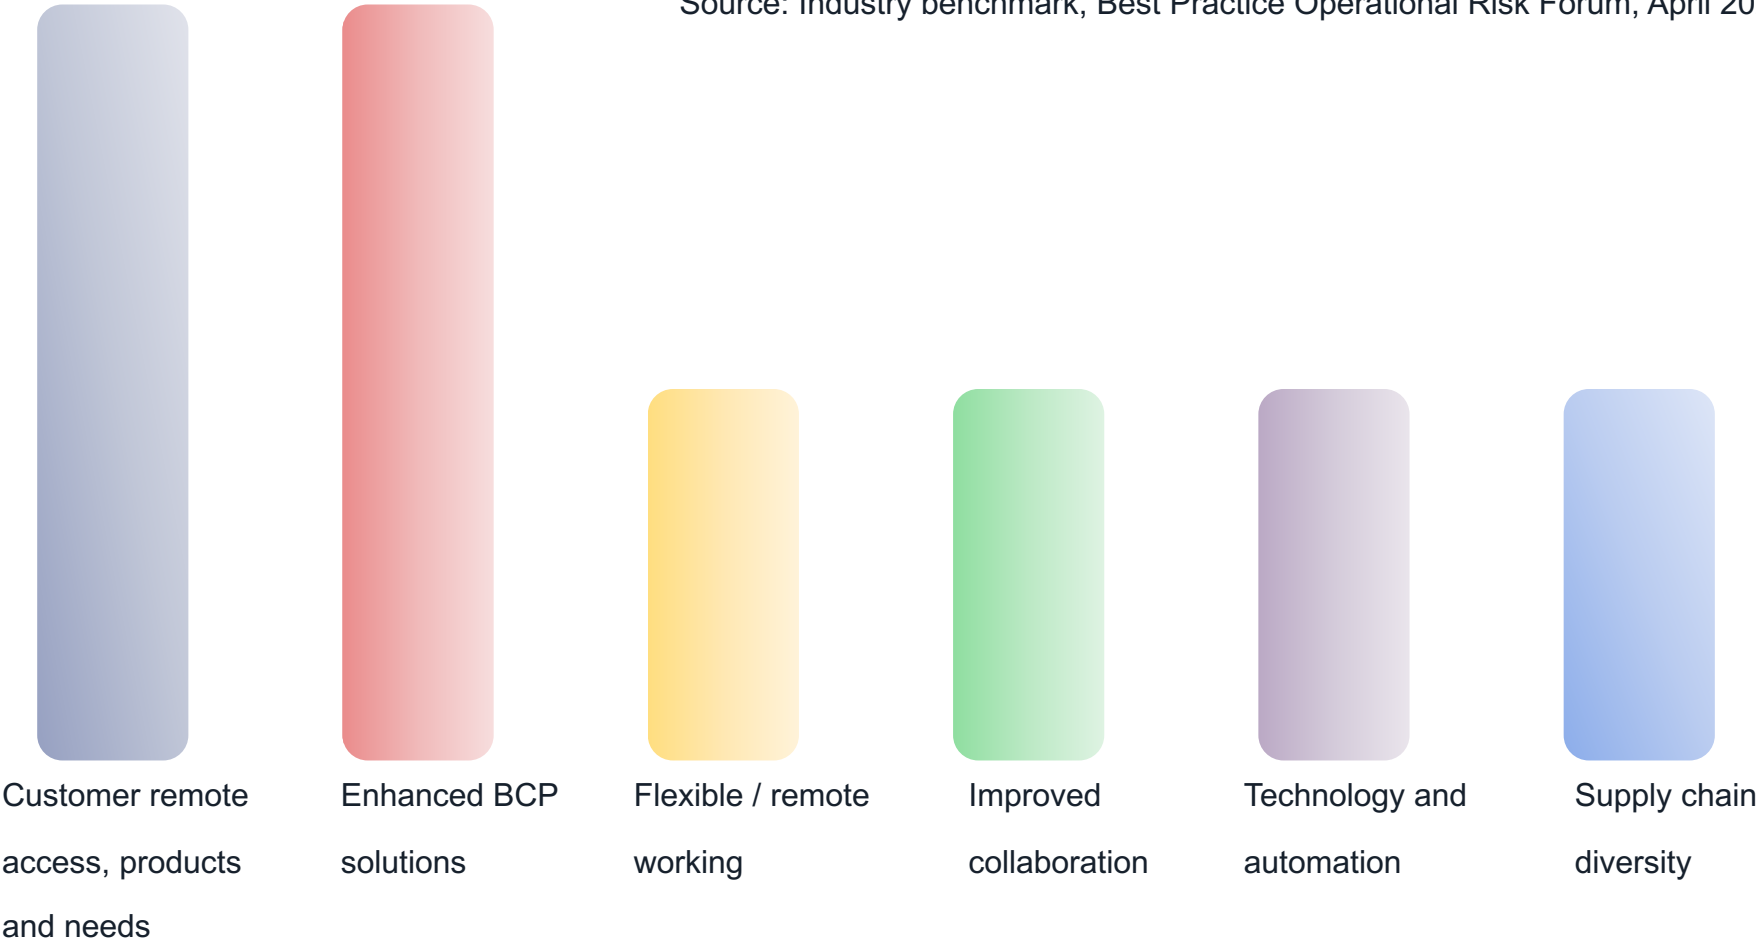 Source: Industry benchmark, Best Practice Operational Risk Forum, April 20
Customer remote
access, products
and needs
Enhanced BCP
solutions
Flexible / remote
working
Improved
collaboration
Technology and
automation
Supply chain
diversity